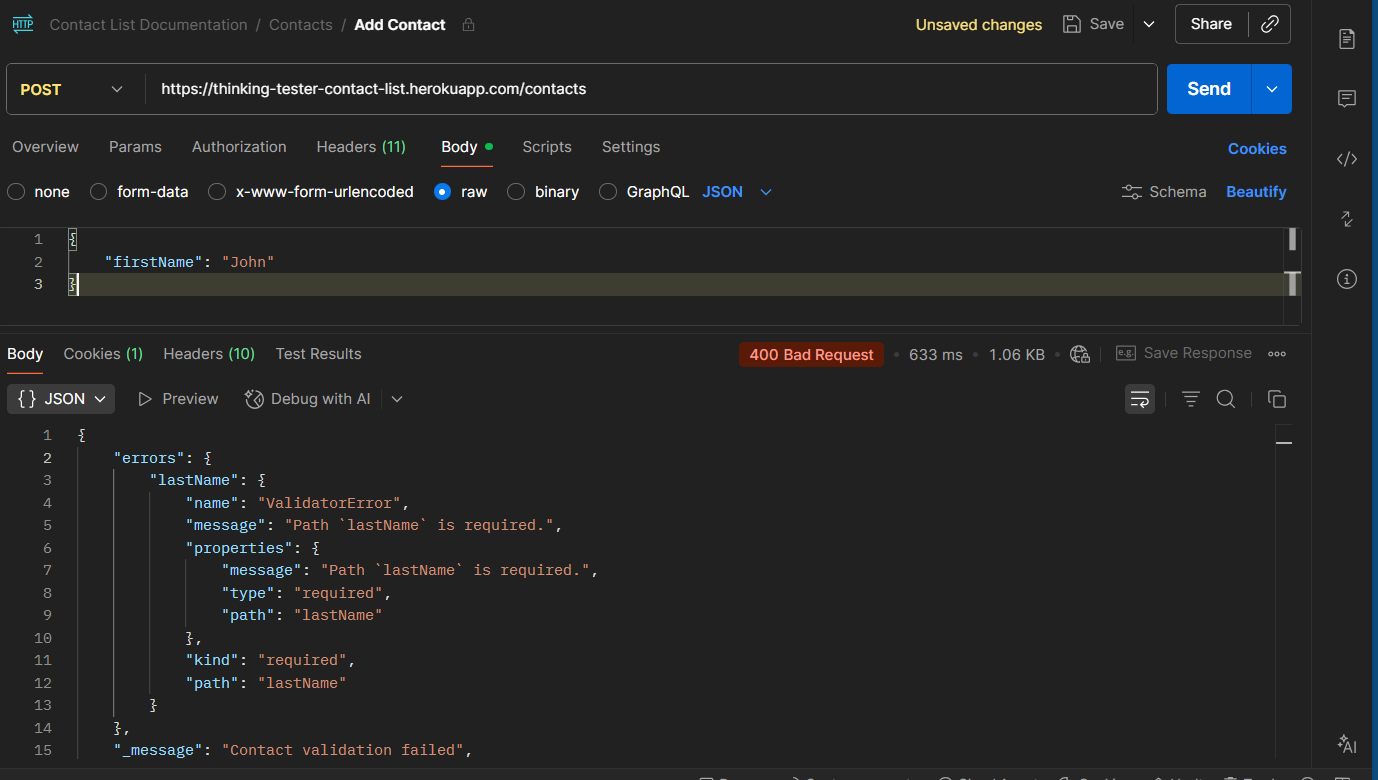 HTTP Contact List Documentation / Contacts / Add Contact Unsaved changes Save Share
POST https://thinking-tester-contact-list.herokuapp.com/contacts Send
Overview Params Authorization Headers (11) Body Scripts Settings Cookies
none form-data x-www-form-urlencoded raw binary GraphQL JSON Schema Beautify
1 {
2 "firstName": "John"
3 }
Body Cookies (1) Headers (10) Test Results 400 Bad Request • 633 ms • 1.06 KB • e.g. Save Response
{ } JSON Preview Debug with AI
1 {
2 "errors": {
3 "lastName": {
4 "name": "ValidatorError",
5 "message": "Path `lastName` is required.",
6 "properties": {
7 "message": "Path `lastName` is required.",
8 "type": "required",
9 "path": "lastName"
10 },
11 "kind": "required",
12 "path": "lastName"
13 }
14 },
15 "_message": "Contact validation failed",
AI